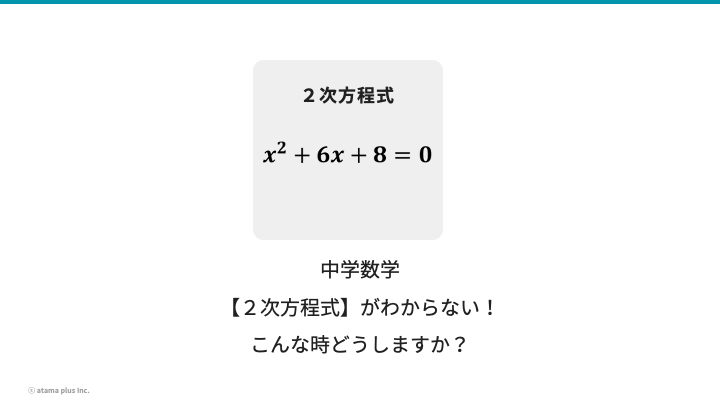 ２次方程式
x² + 6x + 8 = 0
中学数学
【２次方程式】がわからない！
こんな時どうしますか？
ⓒ atama plus Inc.